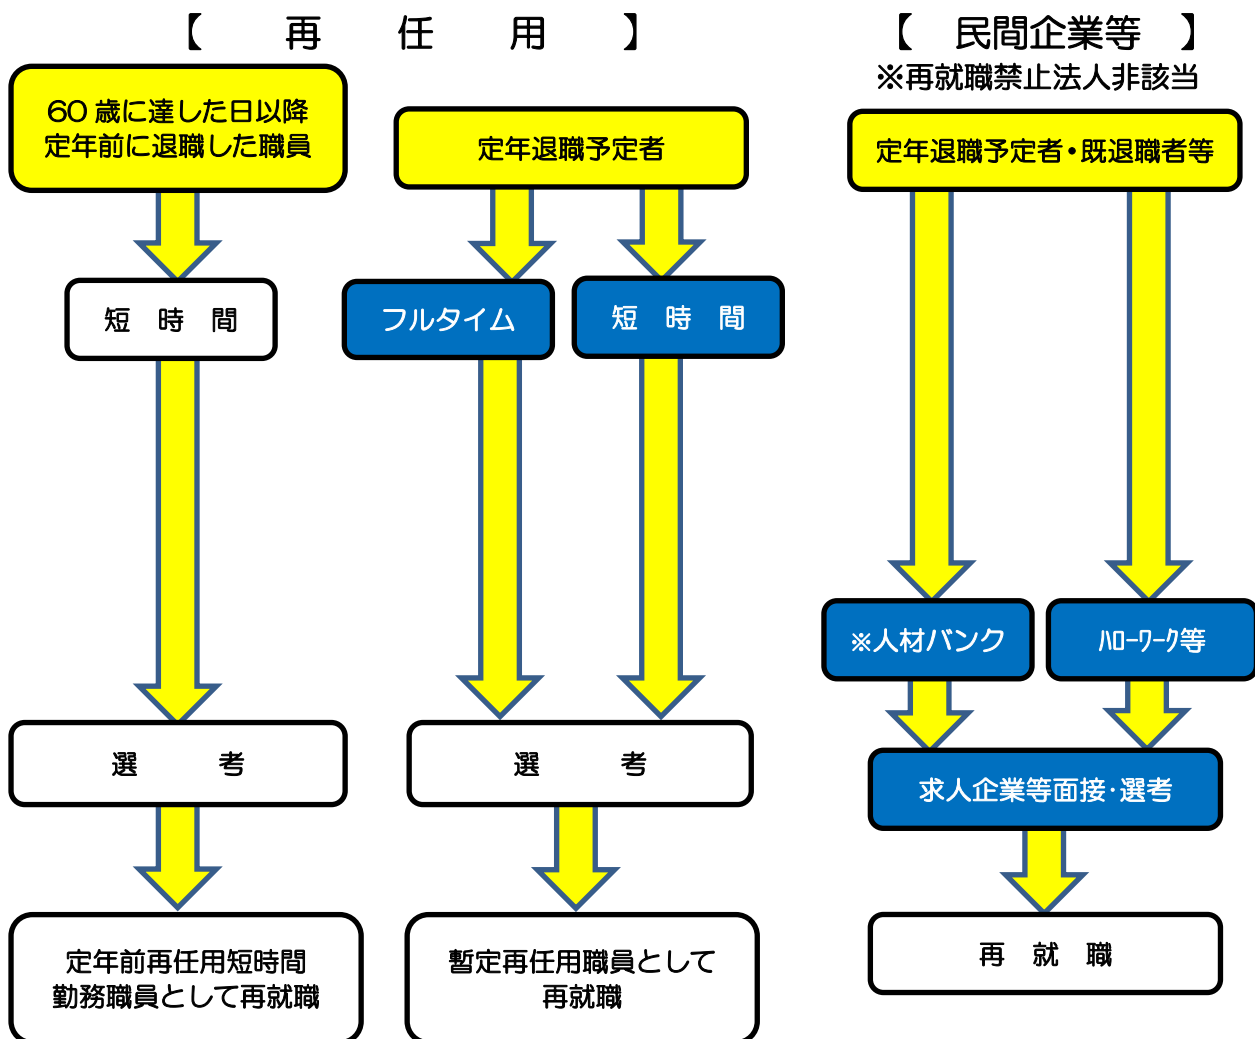 【　再　任　用　】
60歳に達した日以降
定年前に退職した職員
定年退職予定者
短　時　間
フルタイム
短　時　間
選　考
選　考
定年前再任用短時間
勤務職員として再就職
暫定再任用職員として
再就職
【　民間企業等　】
※再就職禁止法人非該当
定年退職予定者・既退職者等
※人材バンク
ﾊﾛｰﾜｰｸ等
求人企業等面接・選考
再　就　職